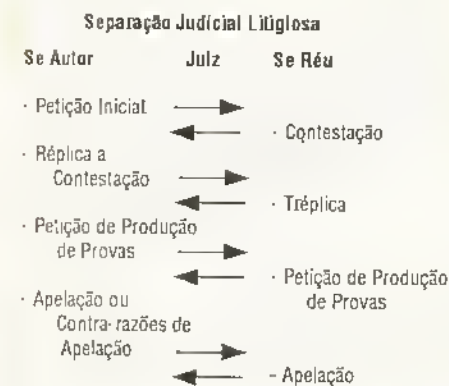 Separação Judicial Litigiosa
Se Autor Juiz Se Réu
· Petição Inicial
· Contestação
· Réplica a
Contestação
· Tréplica
· Petição de Produção
de Provas
· Petição de Produção
de Provas
· Apelação ou
Contra-razões de
Apelação
- Apelação